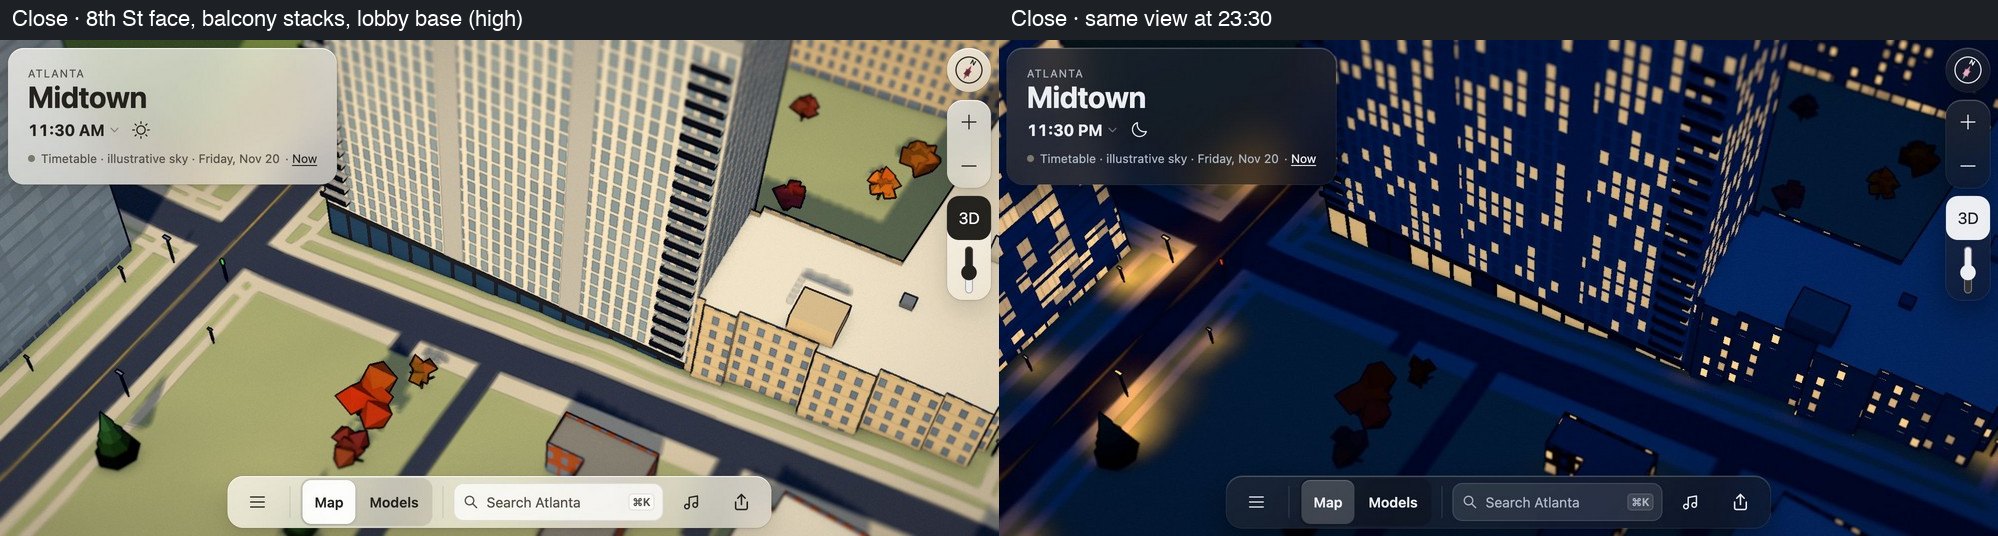 Close · 8th St face, balcony stacks, lobby base (high)
ATLANTA
Midtown
11:30 AM
Timetable · illustrative sky · Friday, Nov 20 · Now
N
3D
Map
Models
Search Atlanta
⌘K
Close · same view at 23:30
ATLANTA
Midtown
11:30 PM
Timetable · illustrative sky · Friday, Nov 20 · Now
N
3D
Map
Models
Search Atlanta
⌘K